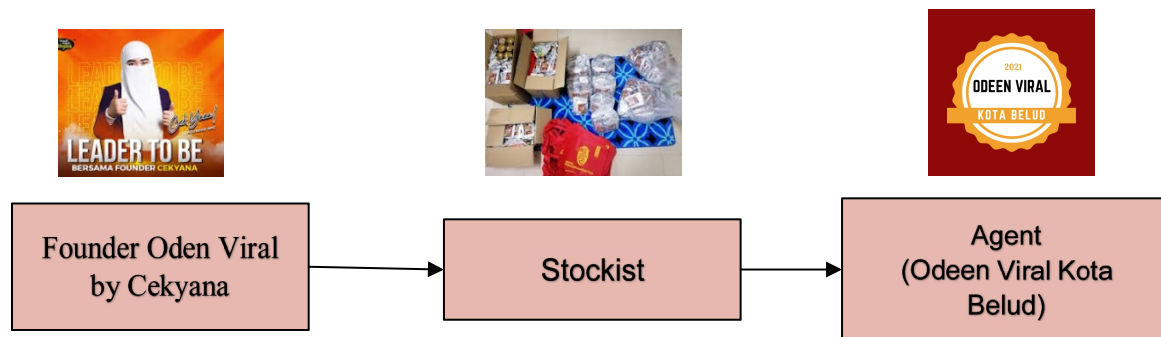 LEADER TO BE
BERSAMA FOUNDER CEKYANA
2021
ODEEN VIRAL
KOTA BELUD
Founder Oden Viral
by Cekyana
Stockist
Agent
(Odeen Viral Kota
Belud)